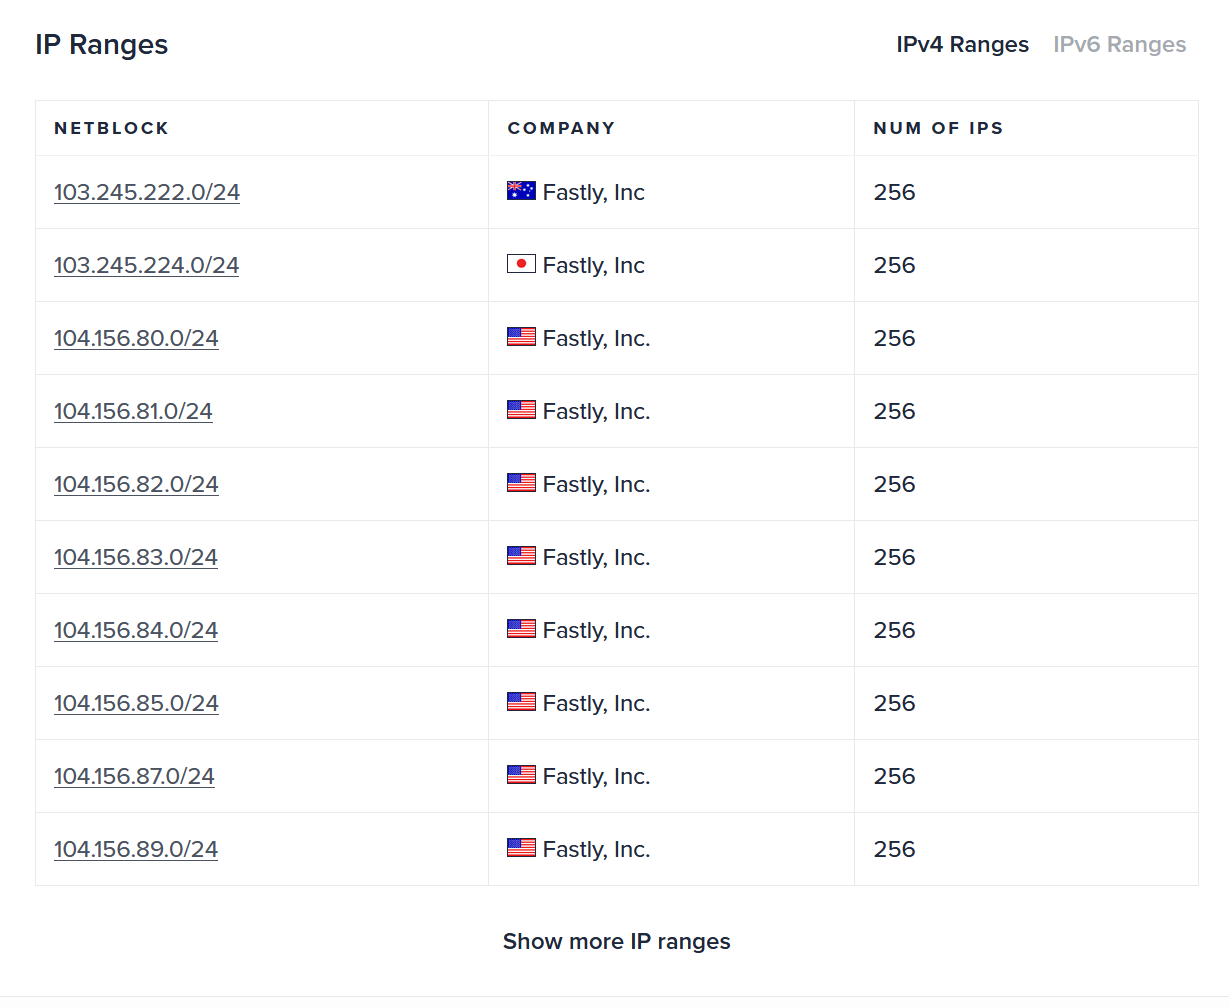 IP Ranges IPv4 Ranges IPv6 Ranges
NETBLOCK COMPANY NUM OF IPS
103.245.222.0/24 Fastly, Inc 256
103.245.224.0/24 Fastly, Inc 256
104.156.80.0/24 Fastly, Inc. 256
104.156.81.0/24 Fastly, Inc. 256
104.156.82.0/24 Fastly, Inc. 256
104.156.83.0/24 Fastly, Inc. 256
104.156.84.0/24 Fastly, Inc. 256
104.156.85.0/24 Fastly, Inc. 256
104.156.87.0/24 Fastly, Inc. 256
104.156.89.0/24 Fastly, Inc. 256
Show more IP ranges